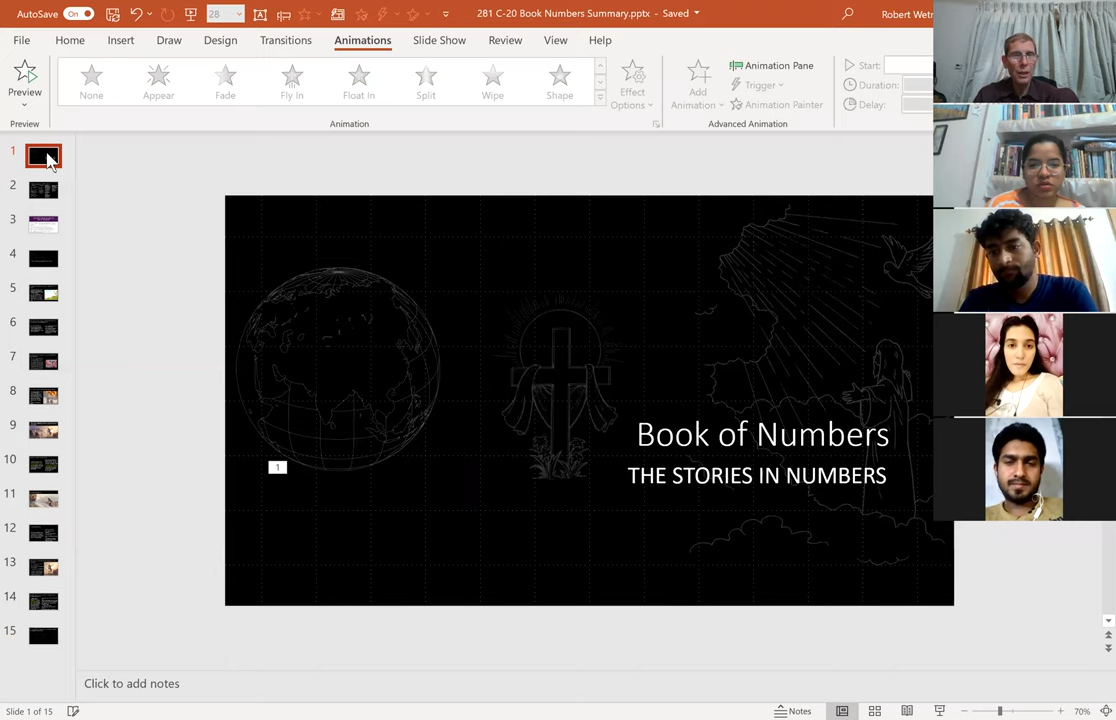 AutoSave On 28 281 C-20 Book Numbers Summary.pptx - Saved Robert Wetr
File Home Insert Draw Design Transitions Animations Slide Show Review View Help
Preview None Appear Fade Fly In Float In Split Wipe Shape Effect Options Add Animation Animation Pane Start:
Trigger Duration:
Animation Painter Delay:
Preview Animation Advanced Animation
1
2
3
4
5
6
7
8
9
10
11
12
13
14
15
Book of Numbers
THE STORIES IN NUMBERS
1
Click to add notes
Slide 1 of 15 Notes 70%